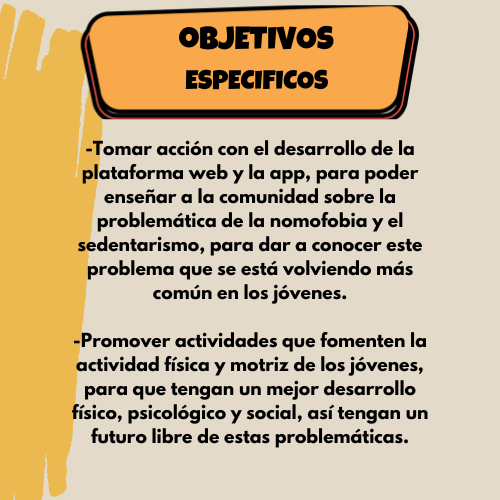 OBJETIVOS
ESPECIFICOS
-Tomar acción con el desarrollo de la
plataforma web y la app, para poder
enseñar a la comunidad sobre la
problemática de la nomofobia y el
sedentarismo, para dar a conocer este
problema que se está volviendo más
común en los jóvenes.
-Promover actividades que fomenten la
actividad física y motriz de los jóvenes,
para que tengan un mejor desarrollo
físico, psicológico y social, así tengan un
futuro libre de estas problemáticas.